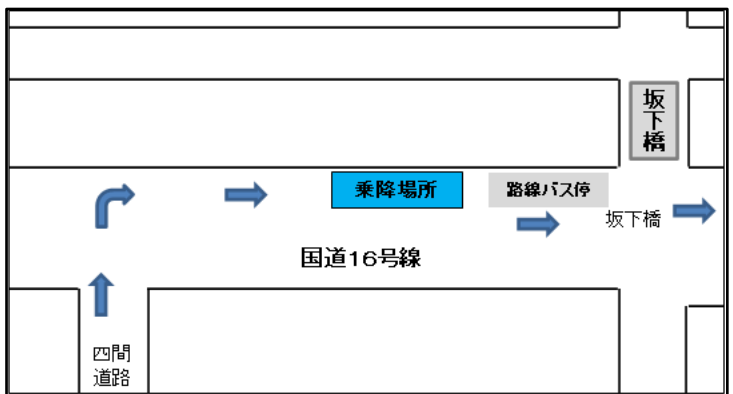 坂下橋
乗降場所
路線バス停
坂下橋
国道16号線
四間
道路